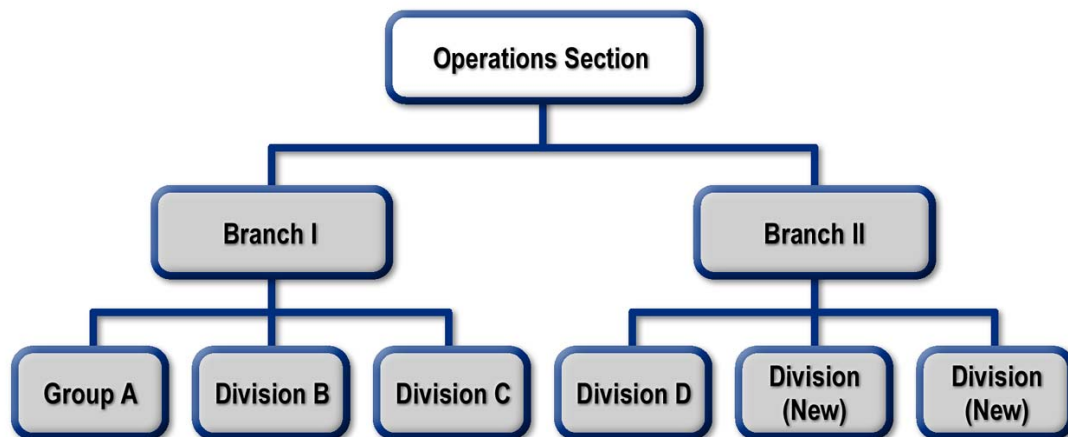 Operations Section
Branch I
Branch II
Group A
Division B
Division C
Division D
Division
(New)
Division
(New)